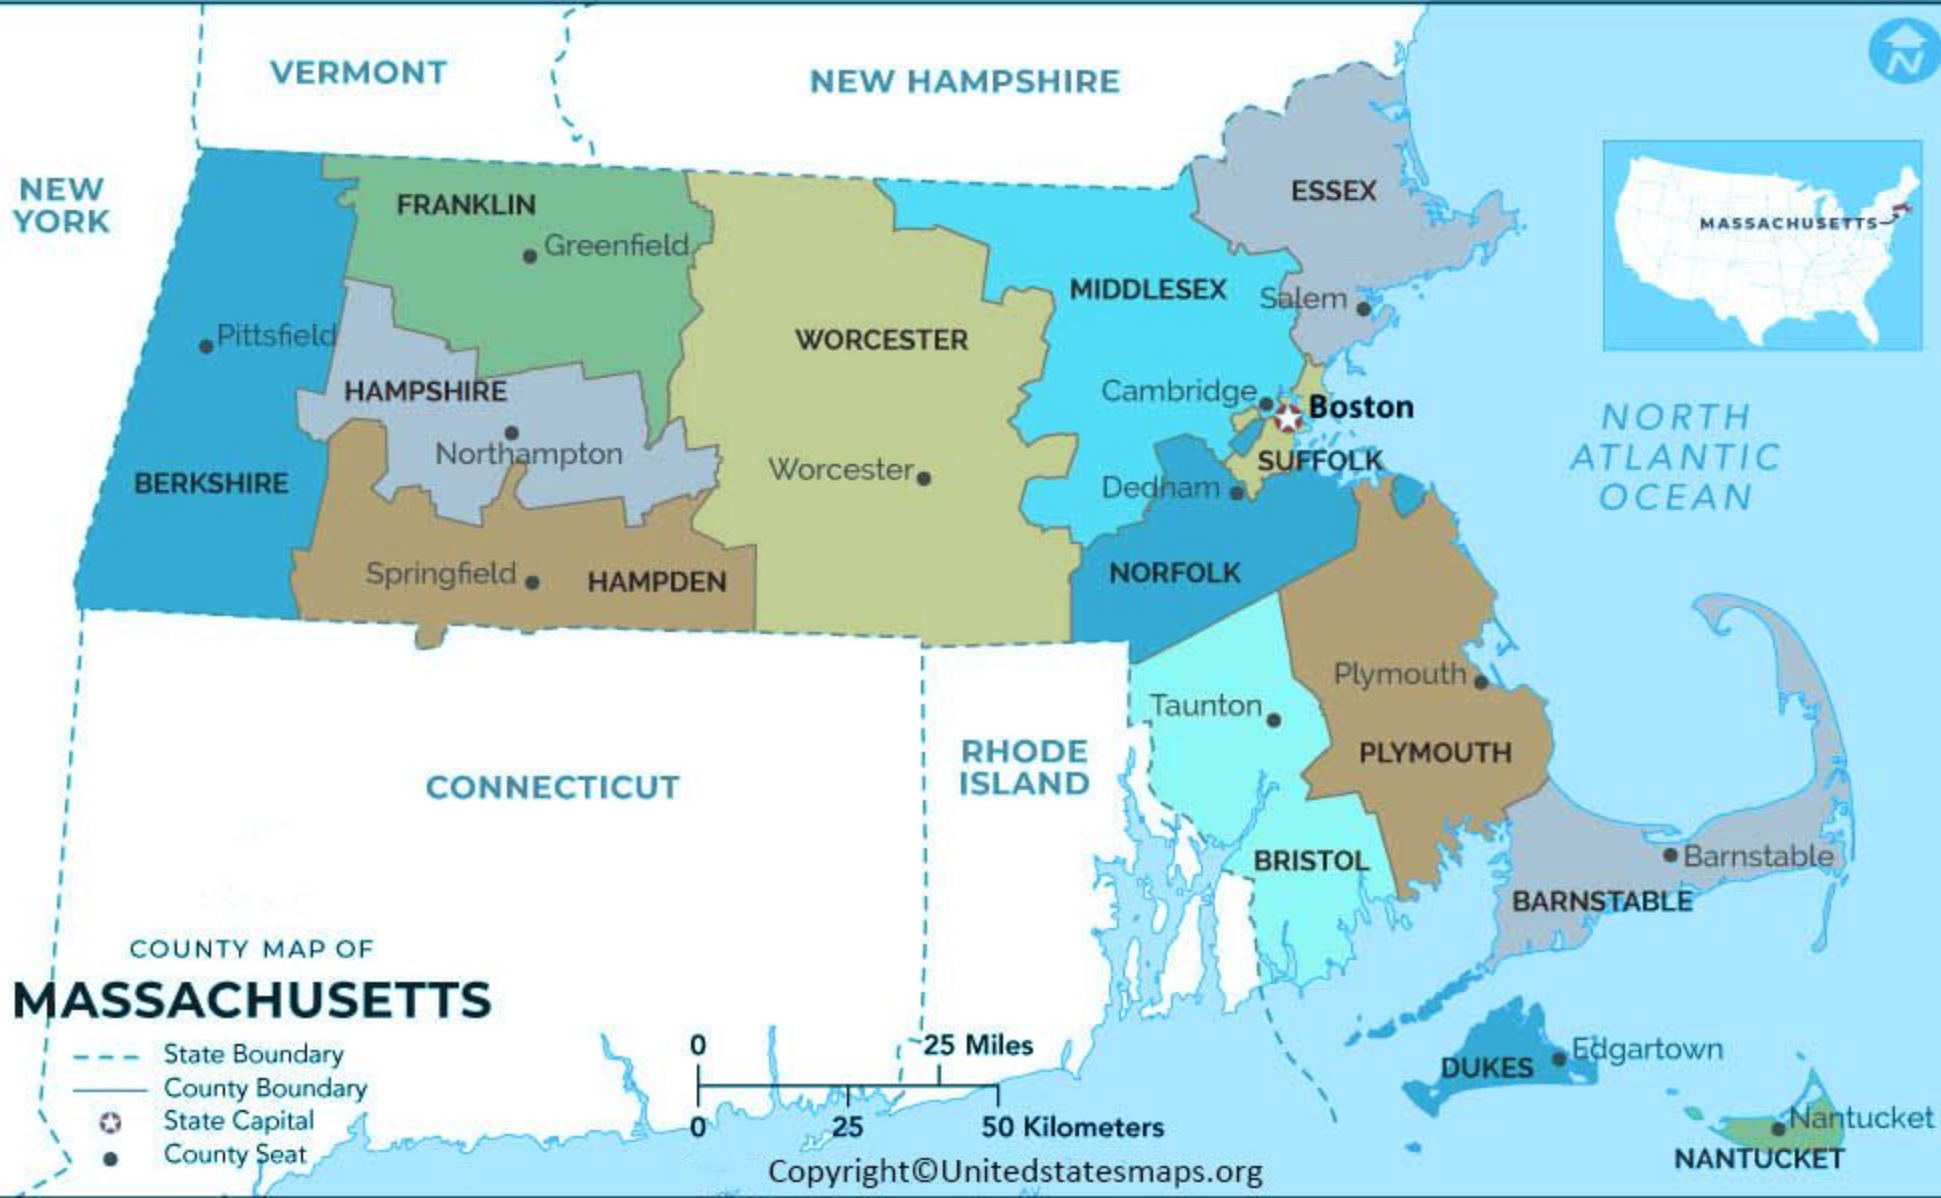 VERMONT
NEW HAMPSHIRE
N
NEW
YORK
FRANKLIN
ESSEX
MASSACHUSETTS
Greenfield
MIDDLESEX
Salem
Pittsfield
WORCESTER
HAMPSHIRE
Cambridge
Boston
NORTH
ATLANTIC
OCEAN
Northampton
Worcester
SUFFOLK
BERKSHIRE
Dedham
Springfield
HAMPDEN
NORFOLK
Plymouth
Taunton
PLYMOUTH
RHODE
ISLAND
CONNECTICUT
BRISTOL
Barnstable
BARNSTABLE
COUNTY MAP OF
MASSACHUSETTS
State Boundary
County Boundary
State Capital
County Seat
0 25 Miles
0 25 50 Kilometers
Edgartown
DUKES
Nantucket
NANTUCKET
Copyright©Unitedstatesmaps.org